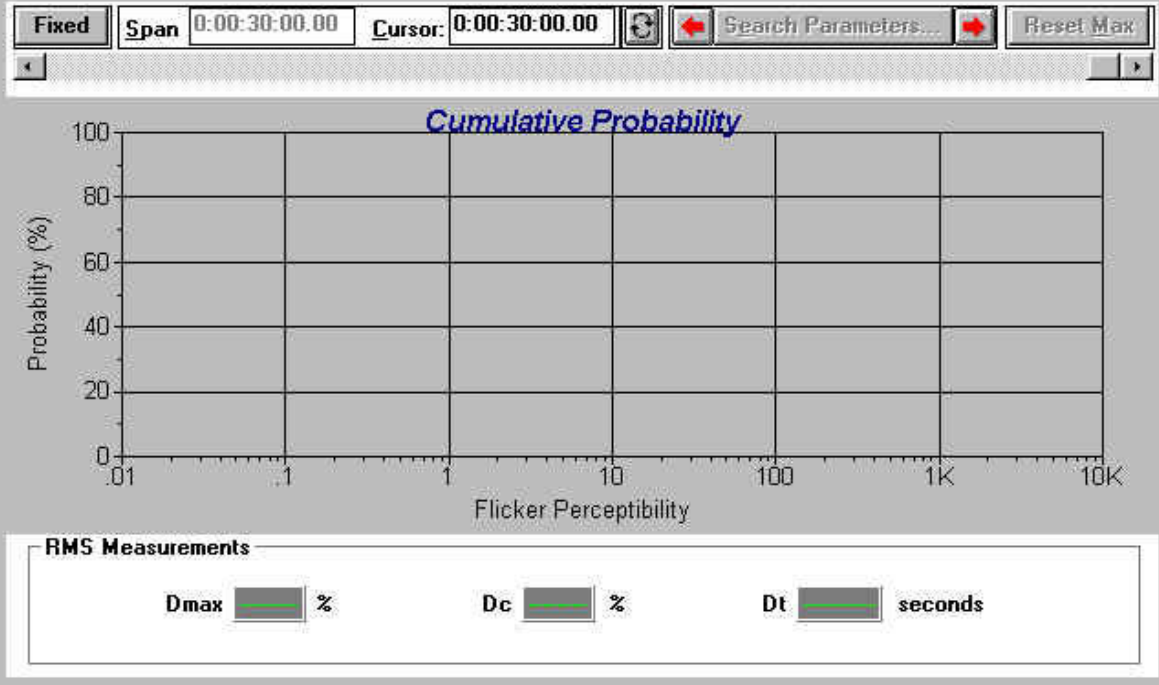 Fixed Span 0:00:30:00.00 Cursor: 0:00:30:00.00 Search Parameters... Reset Max
Cumulative Probability
100
80
60
40
20
0
Probability (%)
.01 .1 1 10 100 1K 10K
Flicker Perceptibility
RMS Measurements
Dmax % Dc % Dt seconds